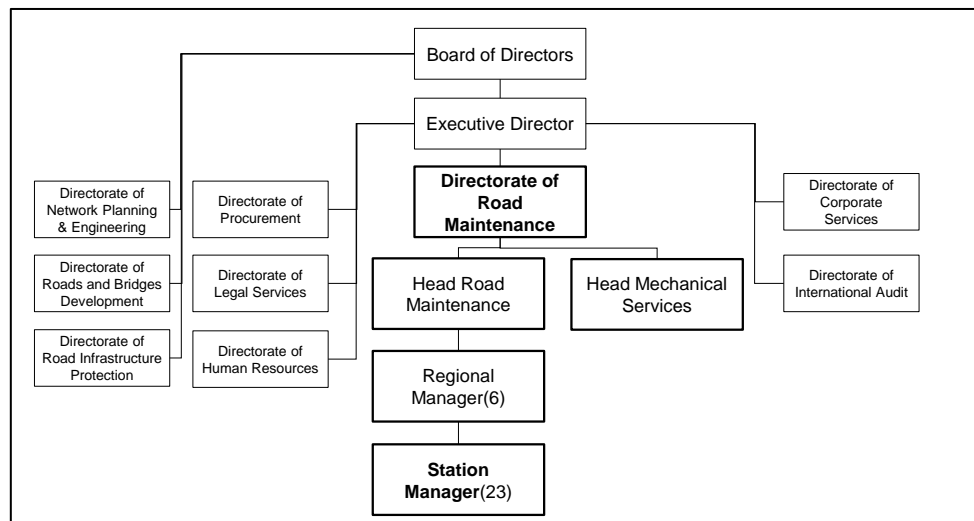 Board of Directors
Executive Director
Directorate of
Road
Maintenance
Directorate of
Network Planning
& Engineering
Directorate of
Procurement
Directorate of
Corporate
Services
Directorate of
Roads and Bridges
Development
Directorate of
Legal Services
Head Road
Maintenance
Head Mechanical
Services
Directorate of
International Audit
Directorate of
Road Infrastructure
Protection
Directorate of
Human Resources
Regional
Manager(6)
Station
Manager(23)